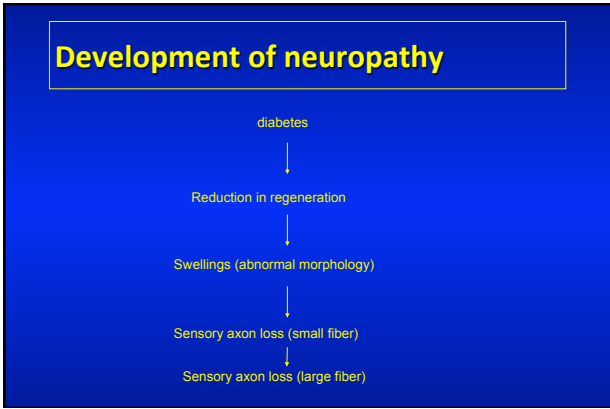 Development of neuropathy
diabetes
Reduction in regeneration
Swellings (abnormal morphology)
Sensory axon loss (small fiber)
Sensory axon loss (large fiber)